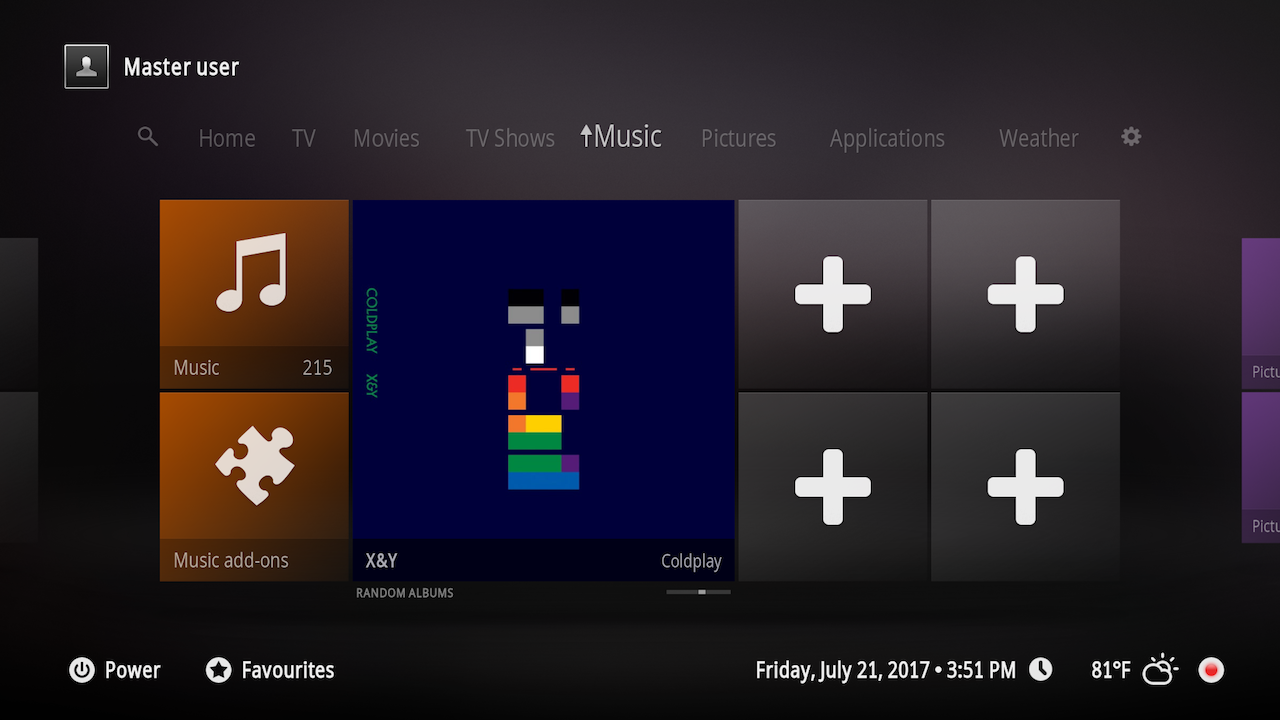 Master user
Home TV Movies TV Shows Music Pictures Applications Weather
COLDPLAY X&Y
Music 215
Music add-ons
X&Y Coldplay
RANDOM ALBUMS
Pictu
Pictu
Power Favourites Friday, July 21, 2017 • 3:51 PM 81°F